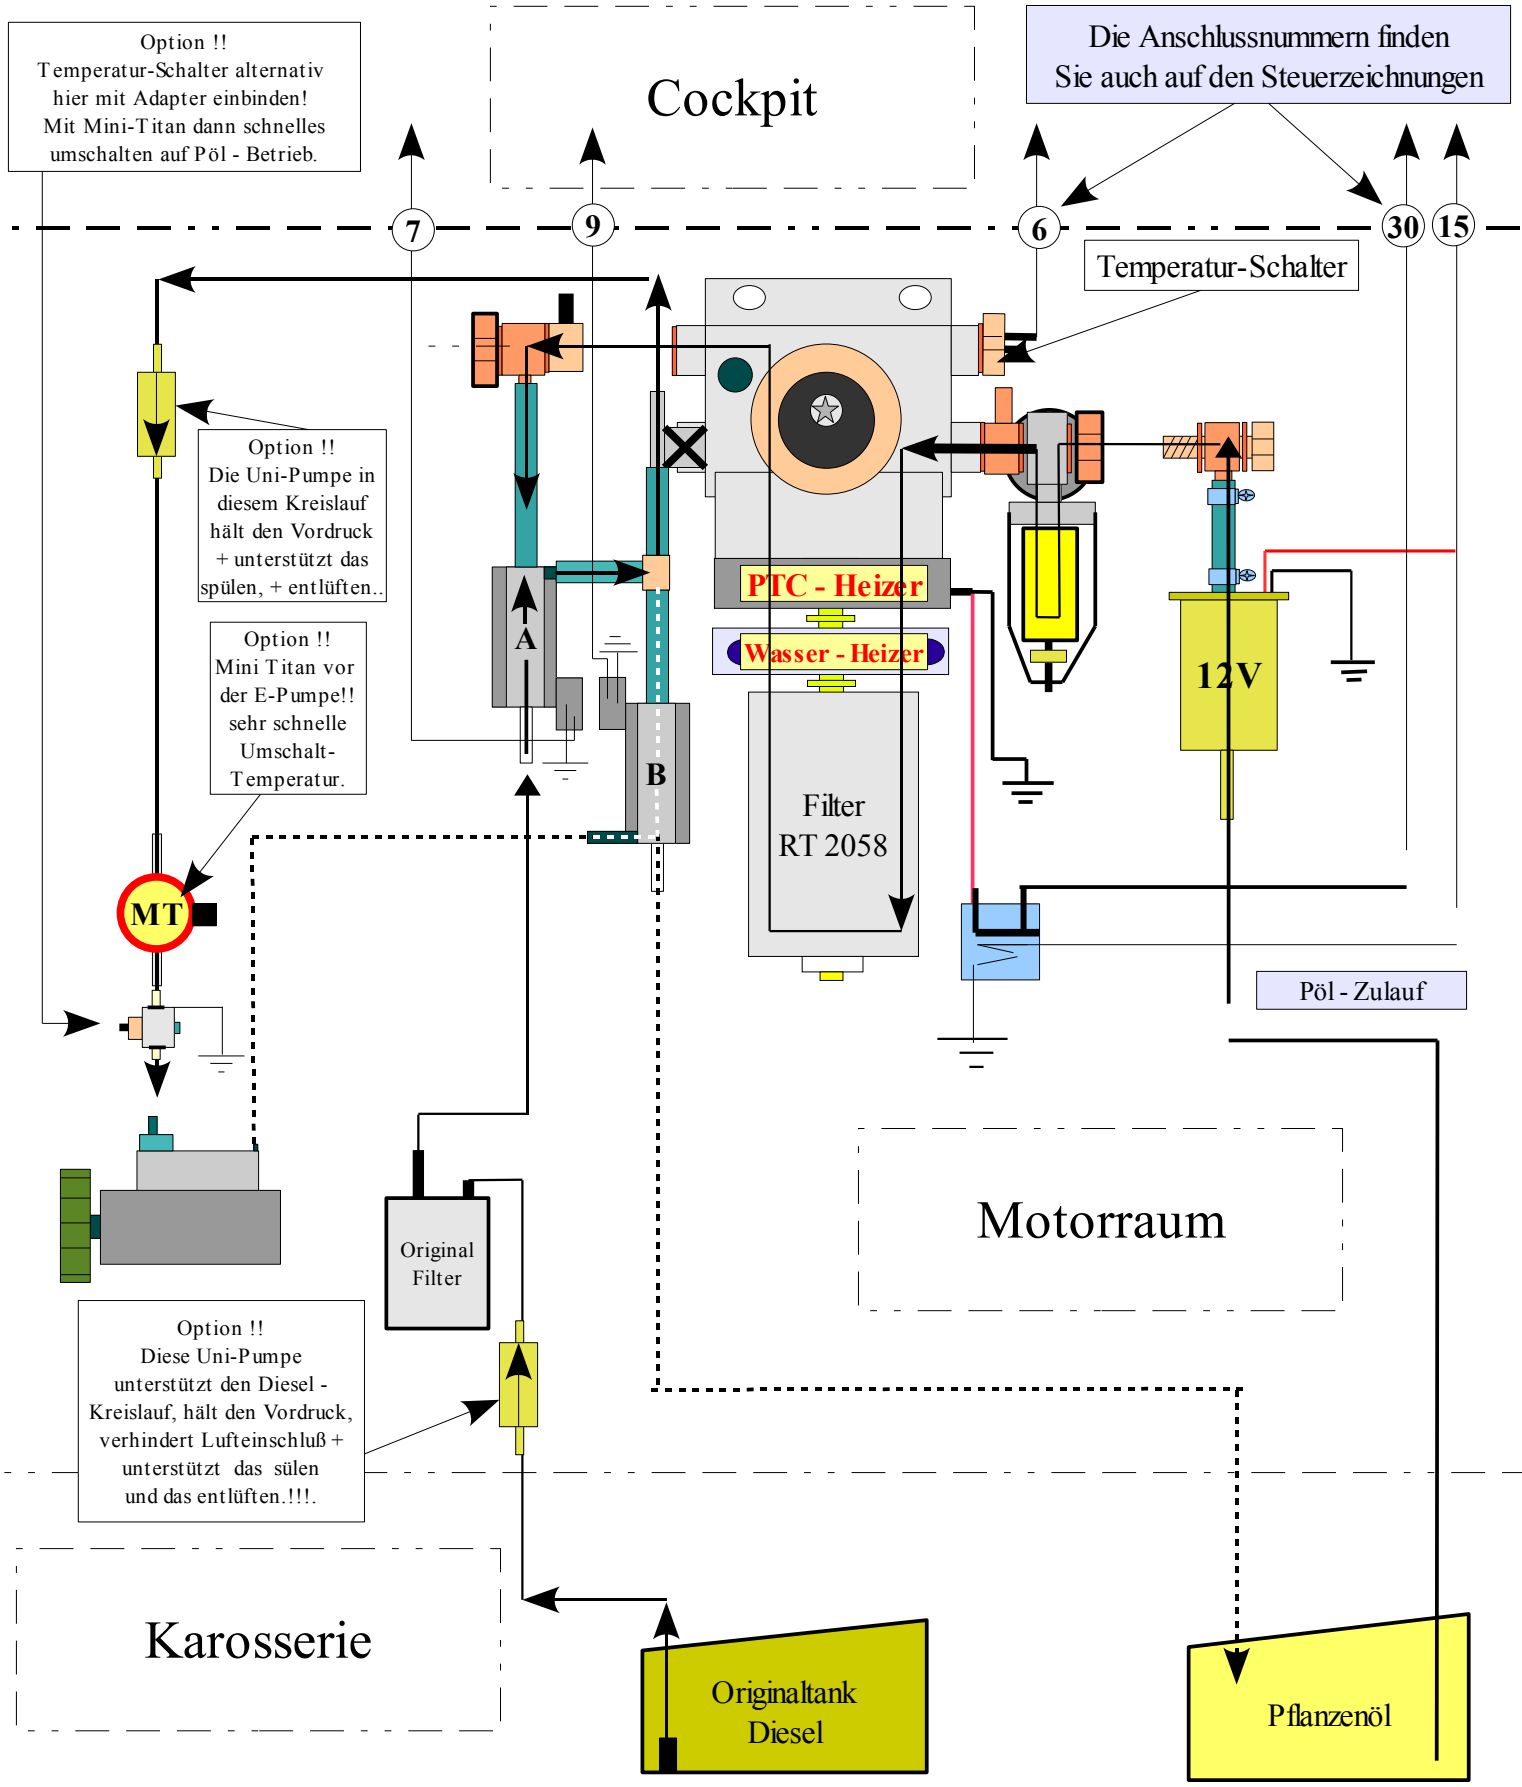 Option !!
Temperatur-Schalter alternativ
hier mit Adapter einbinden!
Mit Mini-Titan dann schnelles
umschalten auf Pöl - Betrieb.
Cockpit
Die Anschlussnummern finden
Sie auch auf den Steuerzeichnungen
7
9
6
30
15
Temperatur-Schalter
Option !!
Die Uni-Pumpe in
diesem Kreislauf
hält den Vordruck
+ unterstützt das
spülen, + entlüften..
Option !!
Mini Titan vor
der E-Pumpe!!
sehr schnelle
Umschalt-
Temperatur.
A
B
PTC - Heizer
Wasser - Heizer
Filter
RT 2058
12V
MT
Pöl - Zulauf
Motorraum
Original
Filter
Option !!
Diese Uni-Pumpe
unterstützt den Diesel -
Kreislauf, hält den Vordruck,
verhindert Lufteinschluß +
unterstützt das sülen
und das entlüften.!!!.
Karosserie
Originaltank
Diesel
Pflanzenöl